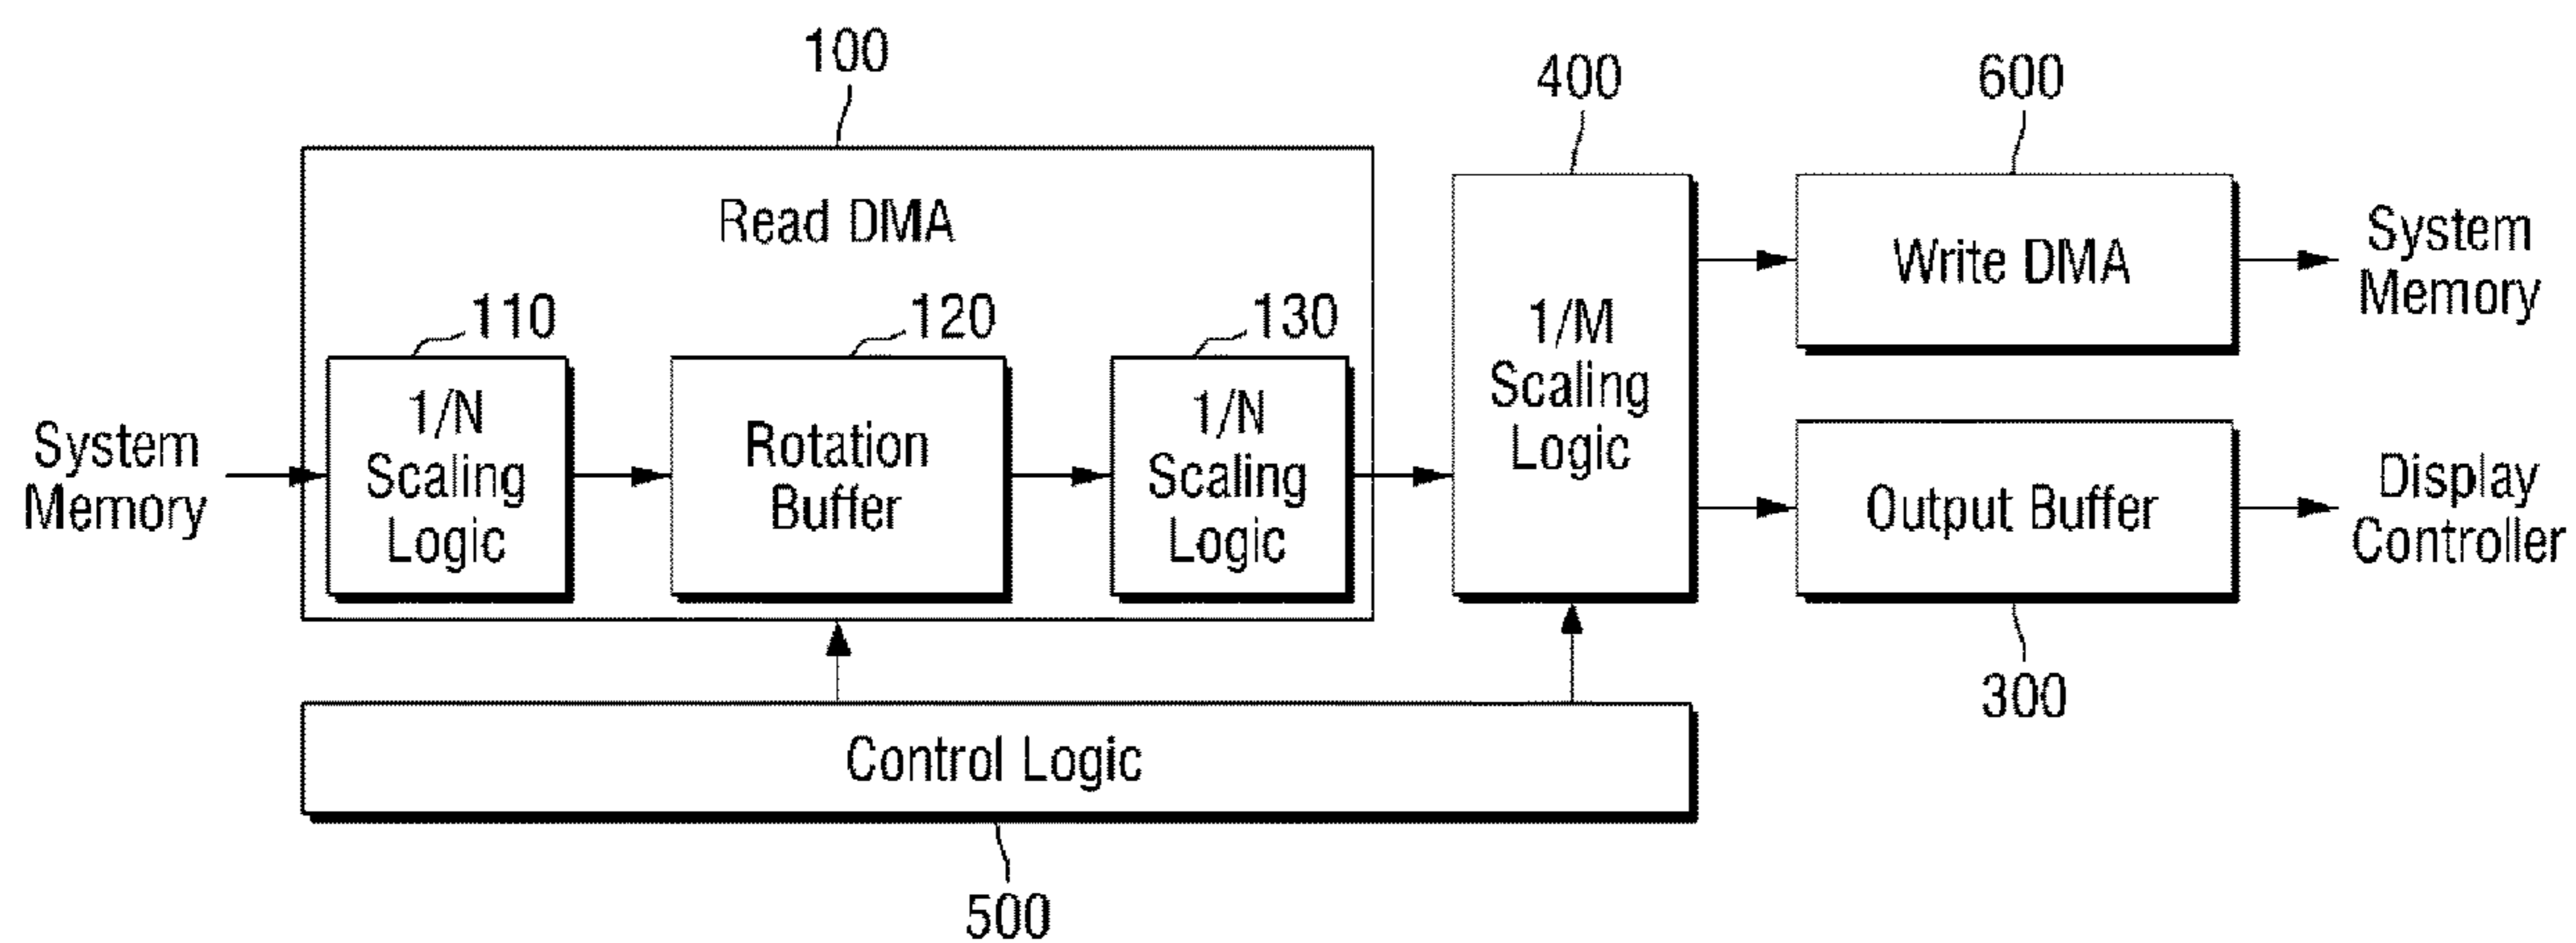 100
400
600
Read DMA
System
Memory
Write DMA
110
120
130
1/M
Scaling
Logic
System
Memory
1/N
Scaling
Logic
Rotation
Buffer
1/N
Scaling
Logic
Output Buffer
Display
Controller
300
Control Logic
500